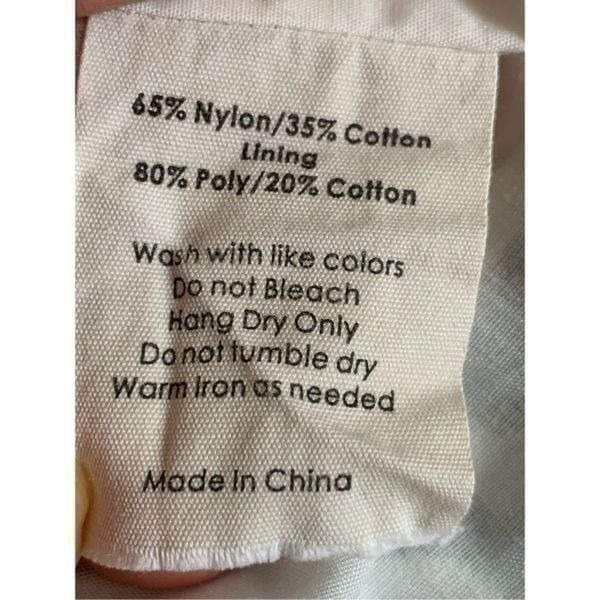 65% Nylon/35% Cotton
Lining
80% Poly/20% Cotton
Wash with like colors
Do not Bleach
Hang Dry Only
Do not tumble dry
Warm Iron as needed
Made In China